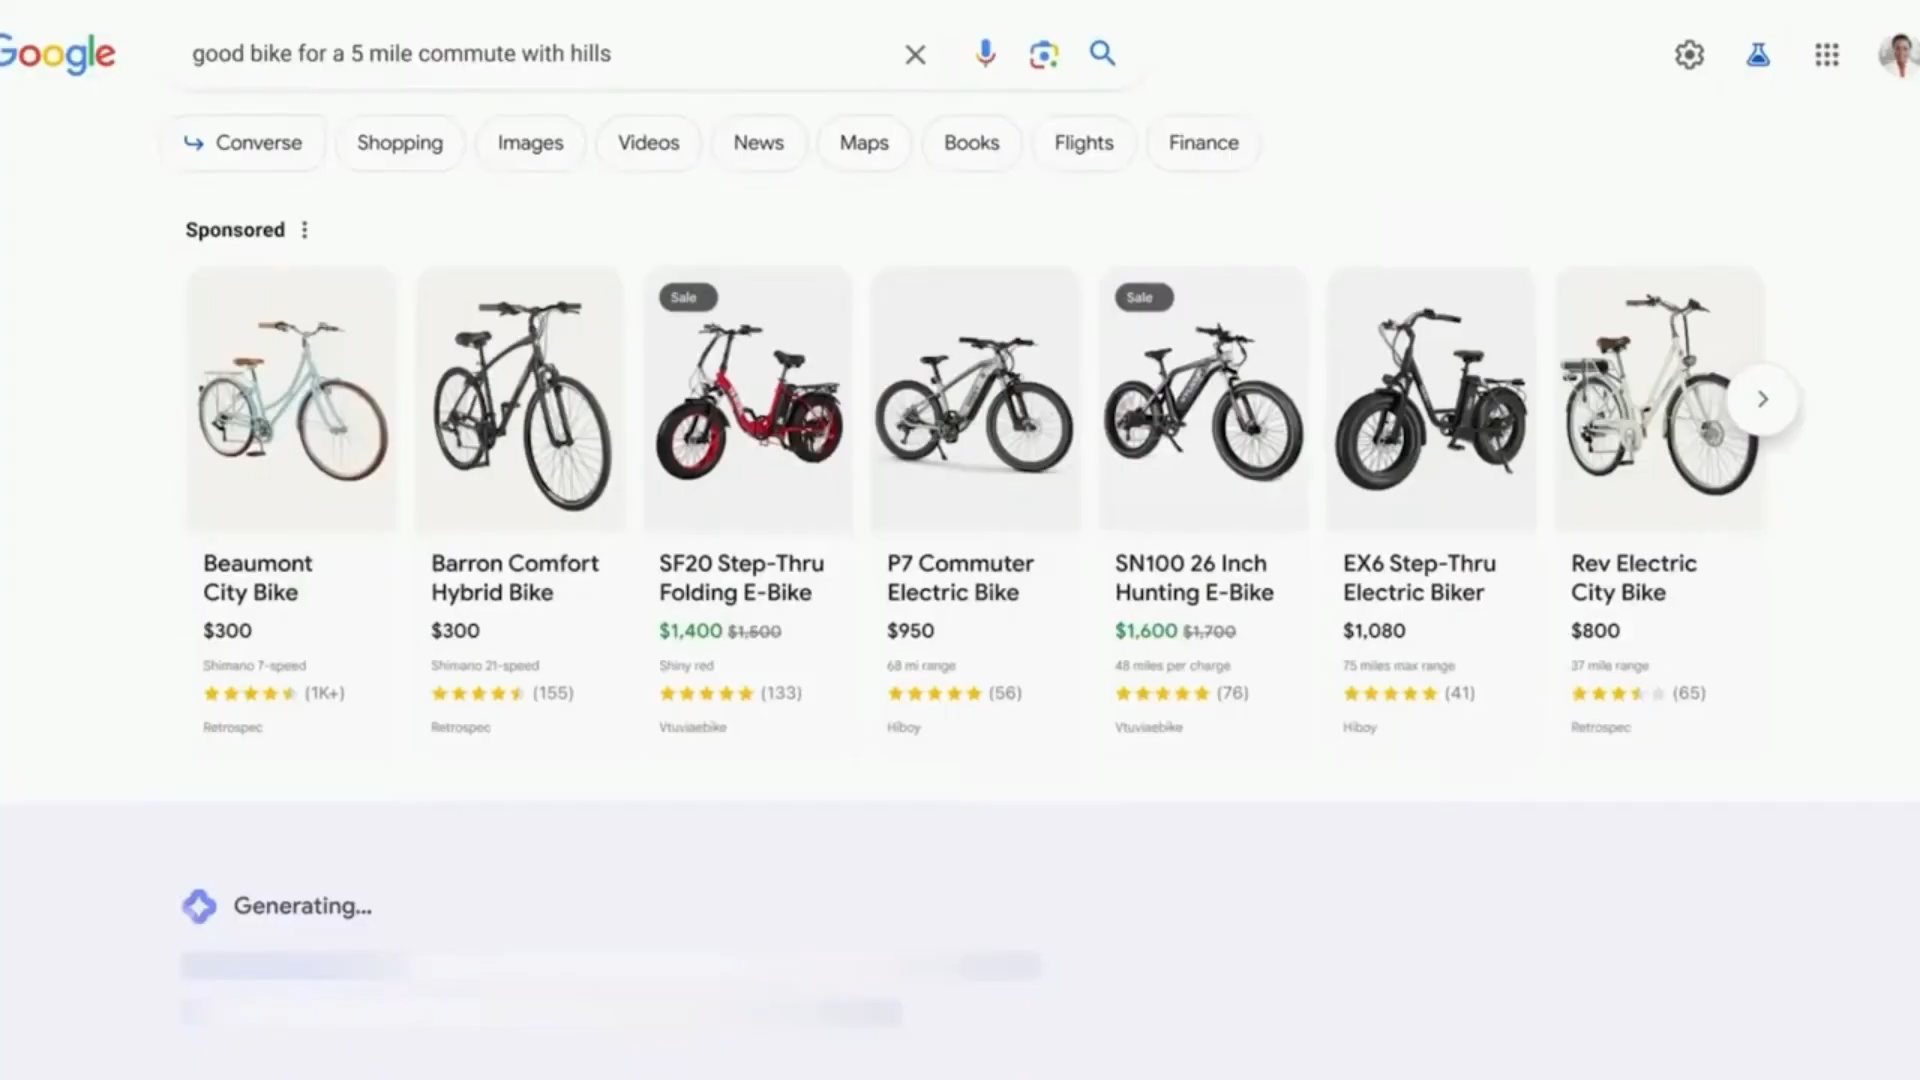 Google
good bike for a 5 mile commute with hills
Converse
Shopping
Images
Videos
News
Maps
Books
Flights
Finance
Sponsored
Sale
Sale
Beaumont
City Bike
$300
Shimano 7-speed
(1K+)
Retrospec
Barron Comfort
Hybrid Bike
$300
Shimano 21-speed
(155)
Retrospec
SF20 Step-Thru
Folding E-Bike
$1,400 $1,500
Shiny red
(133)
Vtuviaebike
P7 Commuter
Electric Bike
$950
68 mi range
(56)
Hiboy
SN100 26 Inch
Hunting E-Bike
$1,600 $1,700
48 miles per charge
(76)
Vtuviaebike
EX6 Step-Thru
Electric Biker
$1,080
75 miles max range
(41)
Hiboy
Rev Electric
City Bike
$800
37 mile range
(65)
Retrospec
Generating...